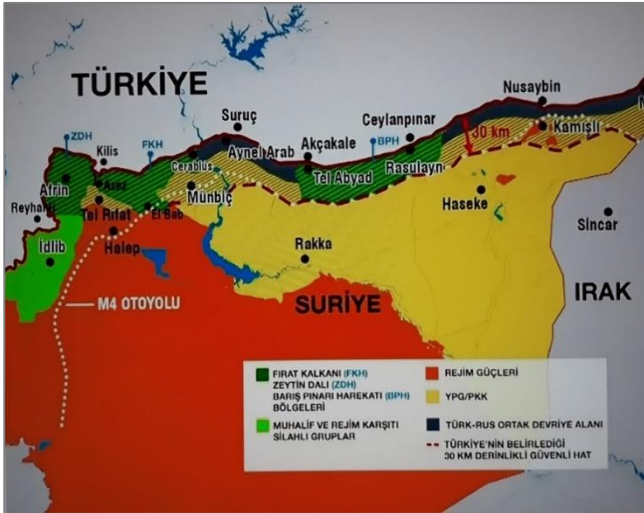 TÜRKİYE
Nusaybin
Suruç
Ceylanpınar
ZDH
Kilis
FKH
Akçakale
BPH
30 km
Kamışlı
Cerablus
Aynel Arab
Afrin
Azez
Tel Abyad
Rasulayn
Münbiç
Tel Rıfat
El Bab
Haseke
Sincar
İdlib
Halep
Rakka
M4 OTOYOLU
SURİYE
IRAK
FIRAT KALKANI (FKH)
ZEYTİN DALI (ZDH)
BARIŞ PINARI HAREKATI (BPH)
BÖLGELERİ
MUHALİF VE REJİM KARŞITI
SİLAHLI GRUPLAR
REJİM GÜÇLERİ
YPG/PKK
TÜRK-RUS ORTAK DEVRİYE ALANI
TÜRKİYE'NİN BELİRLEDİĞİ
30 KM DERİNLİKLİ GÜVENLİ HAT